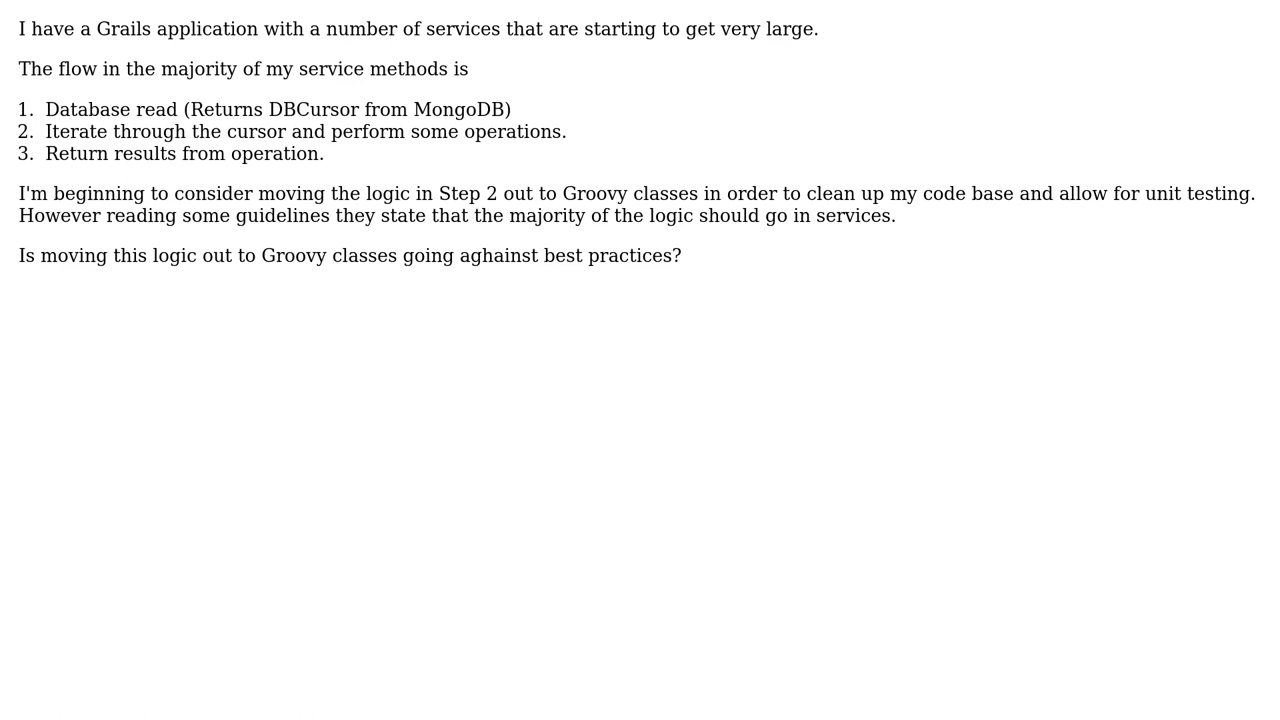 I have a Grails application with a number of services that are starting to get very large.
The flow in the majority of my service methods is
1. Database read (Returns DBCursor from MongoDB)
2. Iterate through the cursor and perform some operations.
3. Return results from operation.
I'm beginning to consider moving the logic in Step 2 out to Groovy classes in order to clean up my code base and allow for unit testing.
However reading some guidelines they state that the majority of the logic should go in services.
Is moving this logic out to Groovy classes going aghainst best practices?